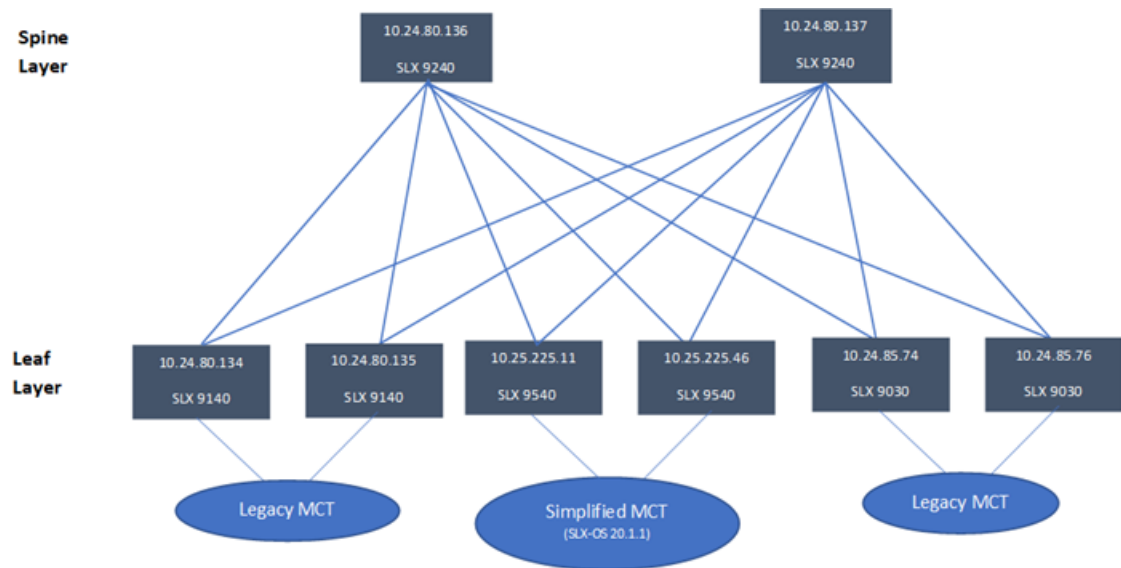 Spine
Layer
10.24.80.136
SLX 9240
10.24.80.137
SLX 9240
Leaf
Layer
10.24.80.134
SLX 9140
10.24.80.135
SLX 9140
10.25.225.11
SLX 9540
10.25.225.46
SLX 9540
10.24.85.74
SLX 9030
10.24.85.76
SLX 9030
Legacy MCT
Simplified MCT
(SLX-OS 20.1.1)
Legacy MCT